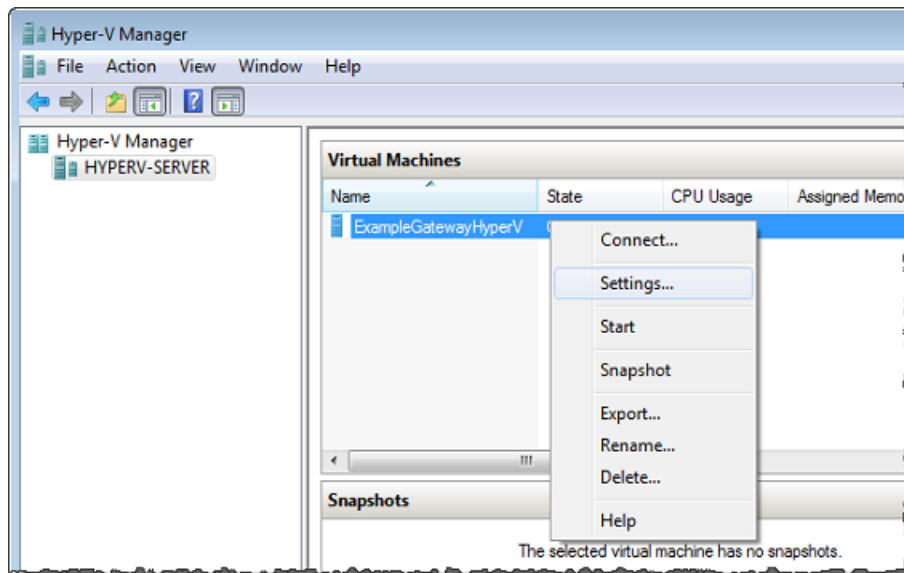 Hyper-V Manager
File Action View Window Help
Hyper-V Manager
HYPERV-SERVER
Virtual Machines
Name State CPU Usage Assigned Memo
ExampleGatewayHyperV
Connect...
Settings...
Start
Snapshot
Export...
Rename...
Delete...
Help
Snapshots
The selected virtual machine has no snapshots.